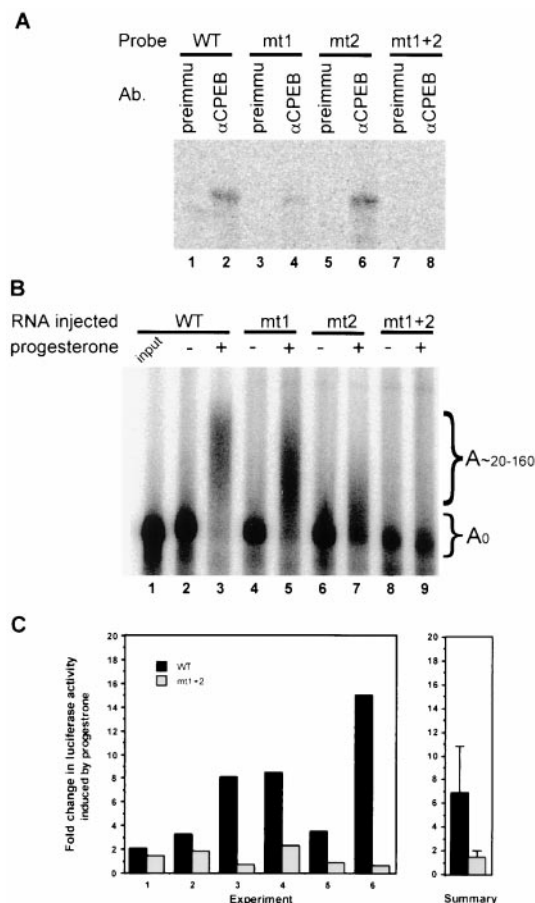 A
Probe WT mt1 mt2 mt1+2
Ab. preimmu αCPEB preimmu αCPEB preimmu αCPEB preimmu αCPEB
1 2 3 4 5 6 7 8
B
RNA injected WT mt1 mt2 mt1+2
progesterone input - + - + - + - +
A~20-160
A0
1 2 3 4 5 6 7 8 9
C
Fold change in luciferase activity
induced by progestrone
20
18
16
14
12
10
8
6
4
2
0
WT
mt1+2
1 2 3 4 5 6
Experiment
20
18
16
14
12
10
8
6
4
2
0
Summary